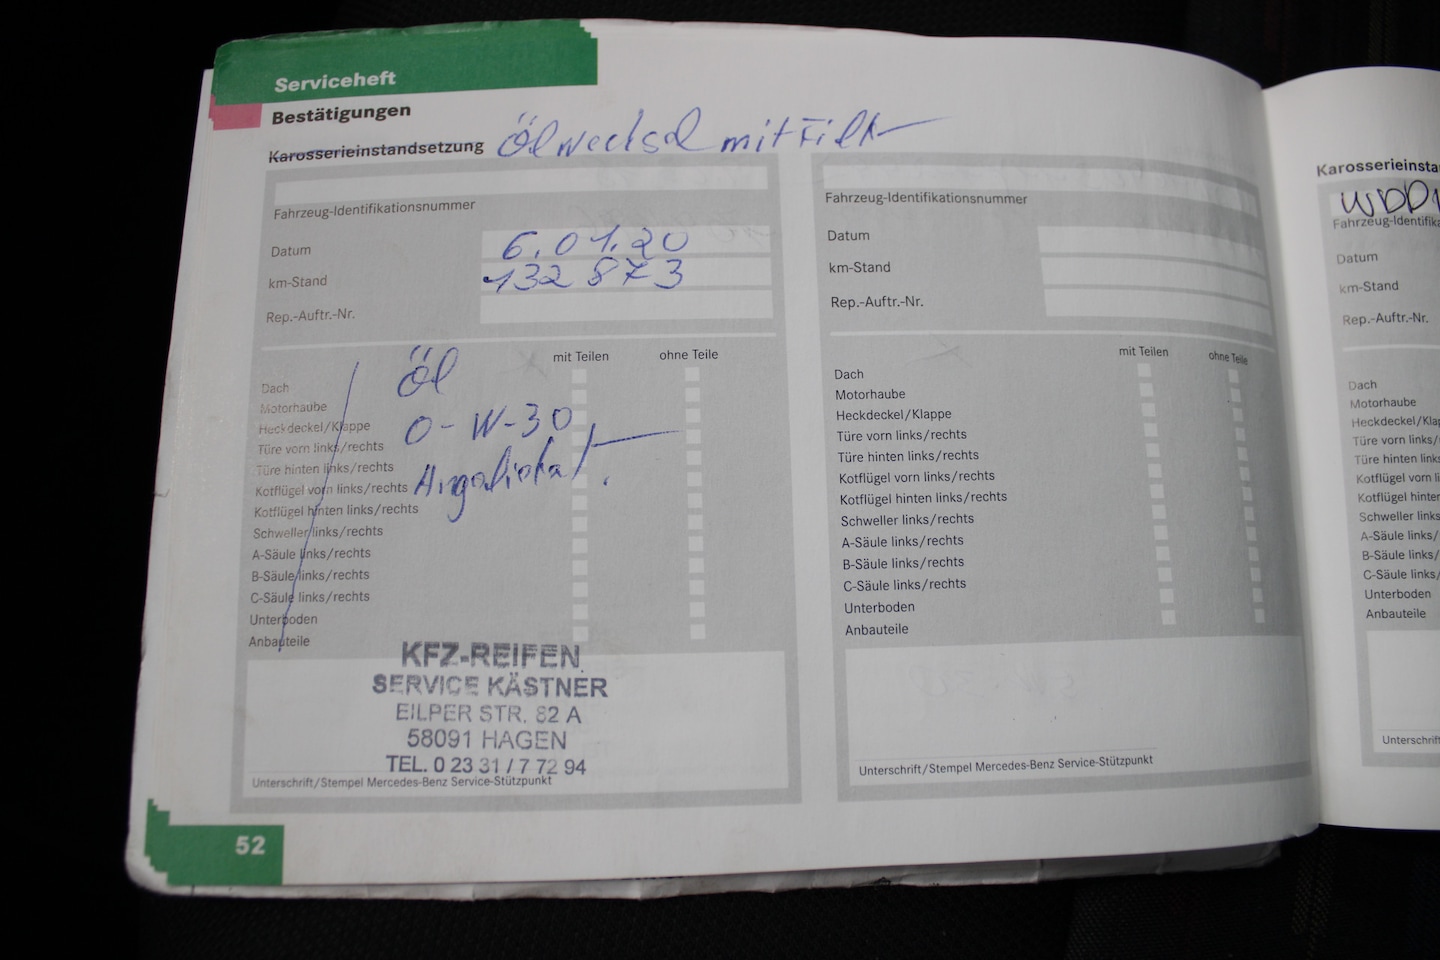 Serviceheft
Bestätigungen
Karosserieinstandsetzung Ölwechsel mit Filter
Fahrzeug-Identifikationsnummer
Datum 6.01.20
km-Stand 132 873
Rep.-Auftr.-Nr.
mit Teilen ohne Teile
Öl
0-W-30
Dach
Motorhaube
Heckdeckel/Klappe
Türe vorn links/rechts
Türe hinten links/rechts
Kotflügel vorn links/rechts
Kotflügel hinten links/rechts
Schweller links/rechts
A-Säule links/rechts
B-Säule links/rechts
C-Säule links/rechts
Unterboden
Anbauteile
KFZ-REIFEN
SERVICE KÄSTNER
EILPER STR. 82 A
58091 HAGEN
TEL. 0 23 31 / 7 72 94
Unterschrift/Stempel Mercedes-Benz Service-Stützpunkt
52
Fahrzeug-Identifikationsnummer
Datum
km-Stand
Rep.-Auftr.-Nr.
mit Teilen ohne Teile
Dach
Motorhaube
Heckdeckel/Klappe
Türe vorn links/rechts
Türe hinten links/rechts
Kotflügel vorn links/rechts
Kotflügel hinten links/rechts
Schweller links/rechts
A-Säule links/rechts
B-Säule links/rechts
C-Säule links/rechts
Unterboden
Anbauteile
Unterschrift/Stempel Mercedes-Benz Service-Stützpunkt
Karosserieinsta
WDD
Fahrzeug-Identifika
Datum
km-Stand
Rep.-Auftr.-Nr.
Dach
Motorhaube
Heckdeckel/Kla
Türe vorn links/
Türe hinten links
Kotflügel vorn li
Kotflügel hinten
Schweller links/
A-Säule links/
B-Säule links/
C-Säule links/
Unterboden
Anbauteile
Unterschrift